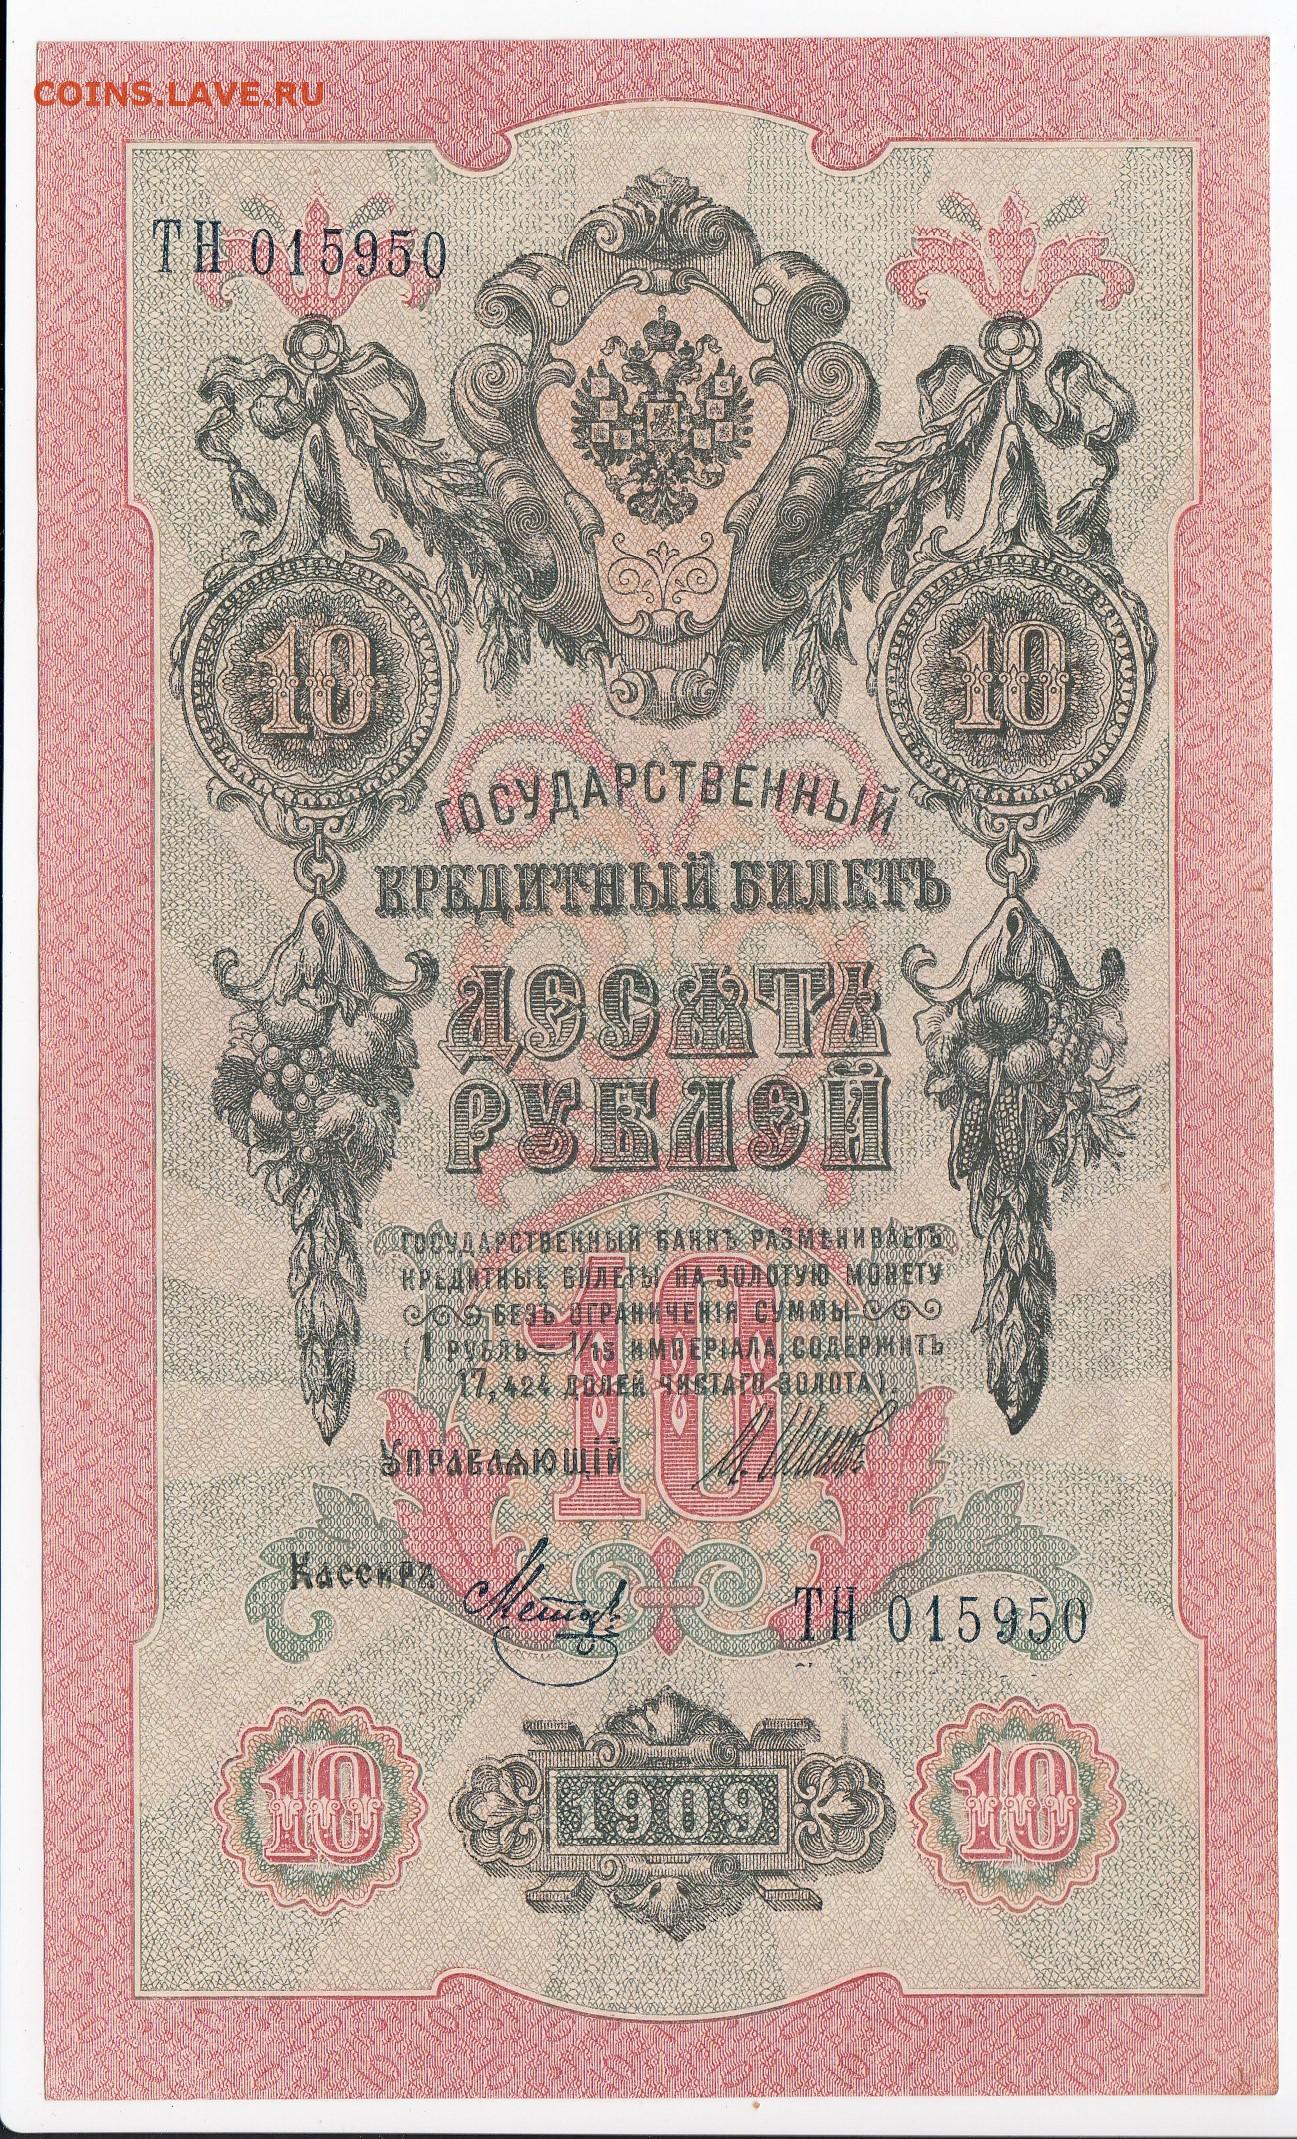 COINS.LAVE.RU
ТН 015950
10 10
ГОСУДАРСТВЕННЫЙ
КРЕДИТНЫЙ БИЛЕТЪ
ДЕСЯТЬ
РУБЛЕЙ
ГОСУДАРСТВЕННЫЙ БАНКЪ РАЗМѢНИВАЕТЪ
КРЕДИТНЫЕ БИЛЕТЫ НА ЗОЛОТУЮ МОНЕТУ
БЕЗЪ ОГРАНИЧЕНІЯ СУММЫ
(1 РУБЛЬ = 1/15 ИМПЕРІАЛА, СОДЕРЖИТЪ
17,424 ДОЛЕЙ ЧИСТАГО ЗОЛОТА).
10
УПРАВЛЯЮЩІЙ
КАССИРЪ
ТН 015950
10 1909 10